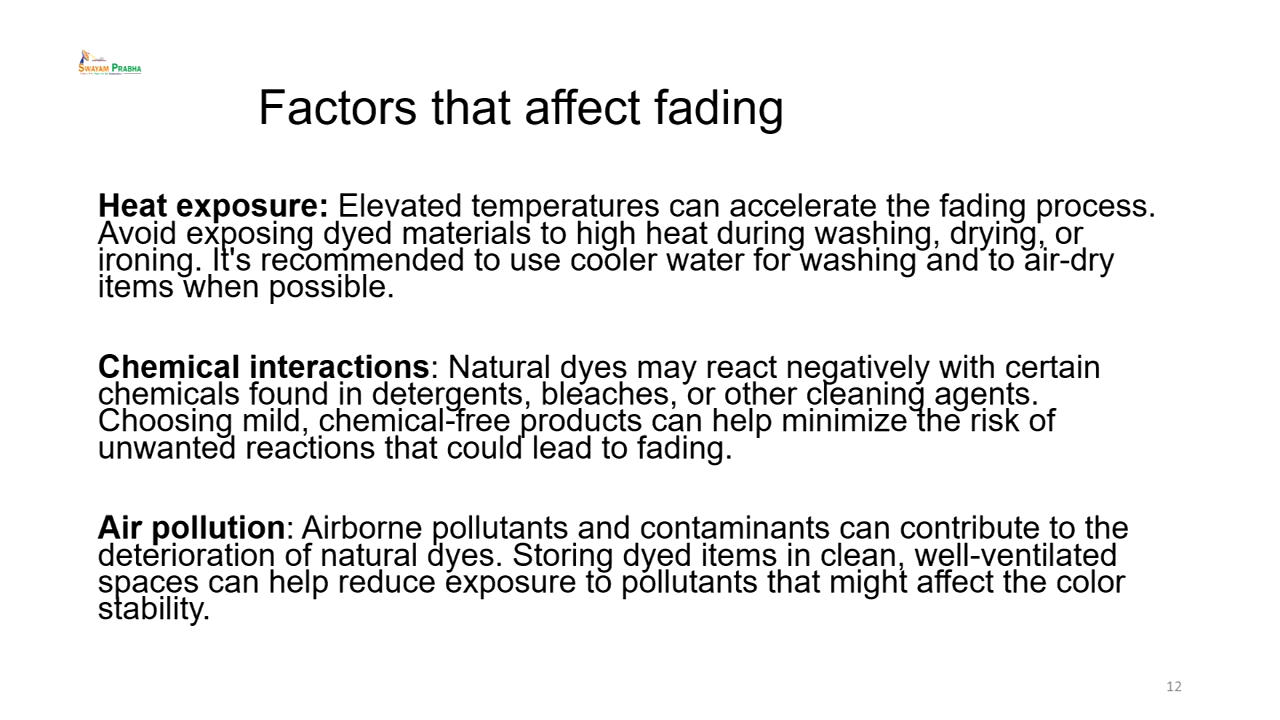 SWAYAM PRABHA
Factors that affect fading
Heat exposure: Elevated temperatures can accelerate the fading process.
Avoid exposing dyed materials to high heat during washing, drying, or
ironing. It's recommended to use cooler water for washing and to air-dry
items when possible.
Chemical interactions: Natural dyes may react negatively with certain
chemicals found in detergents, bleaches, or other cleaning agents.
Choosing mild, chemical-free products can help minimize the risk of
unwanted reactions that could lead to fading.
Air pollution: Airborne pollutants and contaminants can contribute to the
deterioration of natural dyes. Storing dyed items in clean, well-ventilated
spaces can help reduce exposure to pollutants that might affect the color
stability.
12